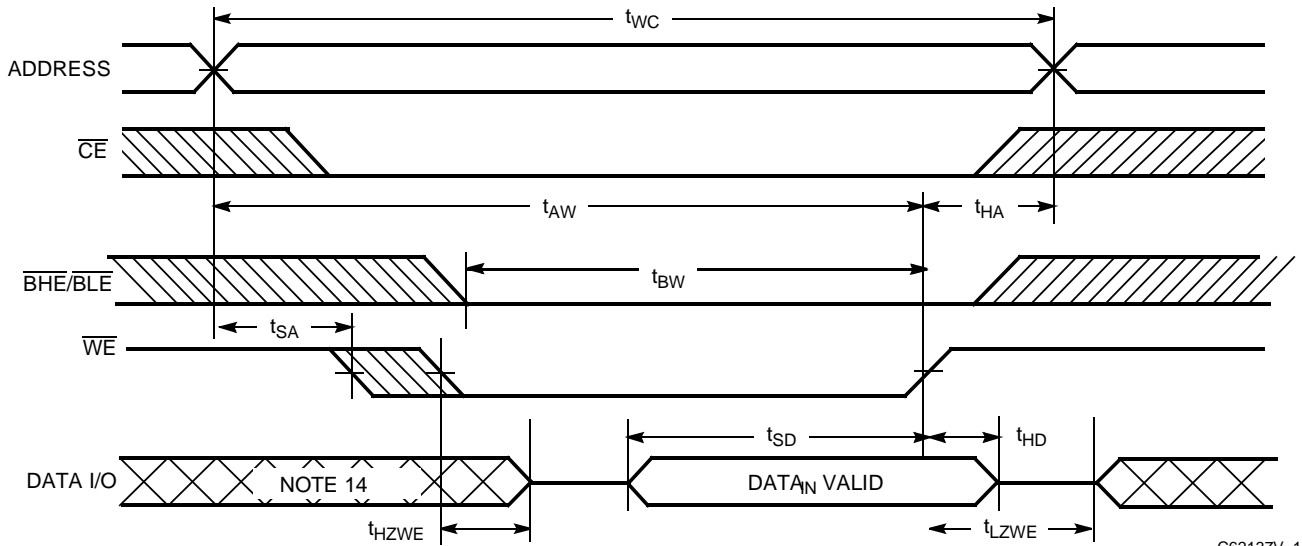 tWC
ADDRESS
CE
tAW
tHA
BHE/BLE
tBW
tSA
WE
tSD
tHD
DATA I/O
NOTE 14
DATAIN VALID
tHZWE
tLZWE